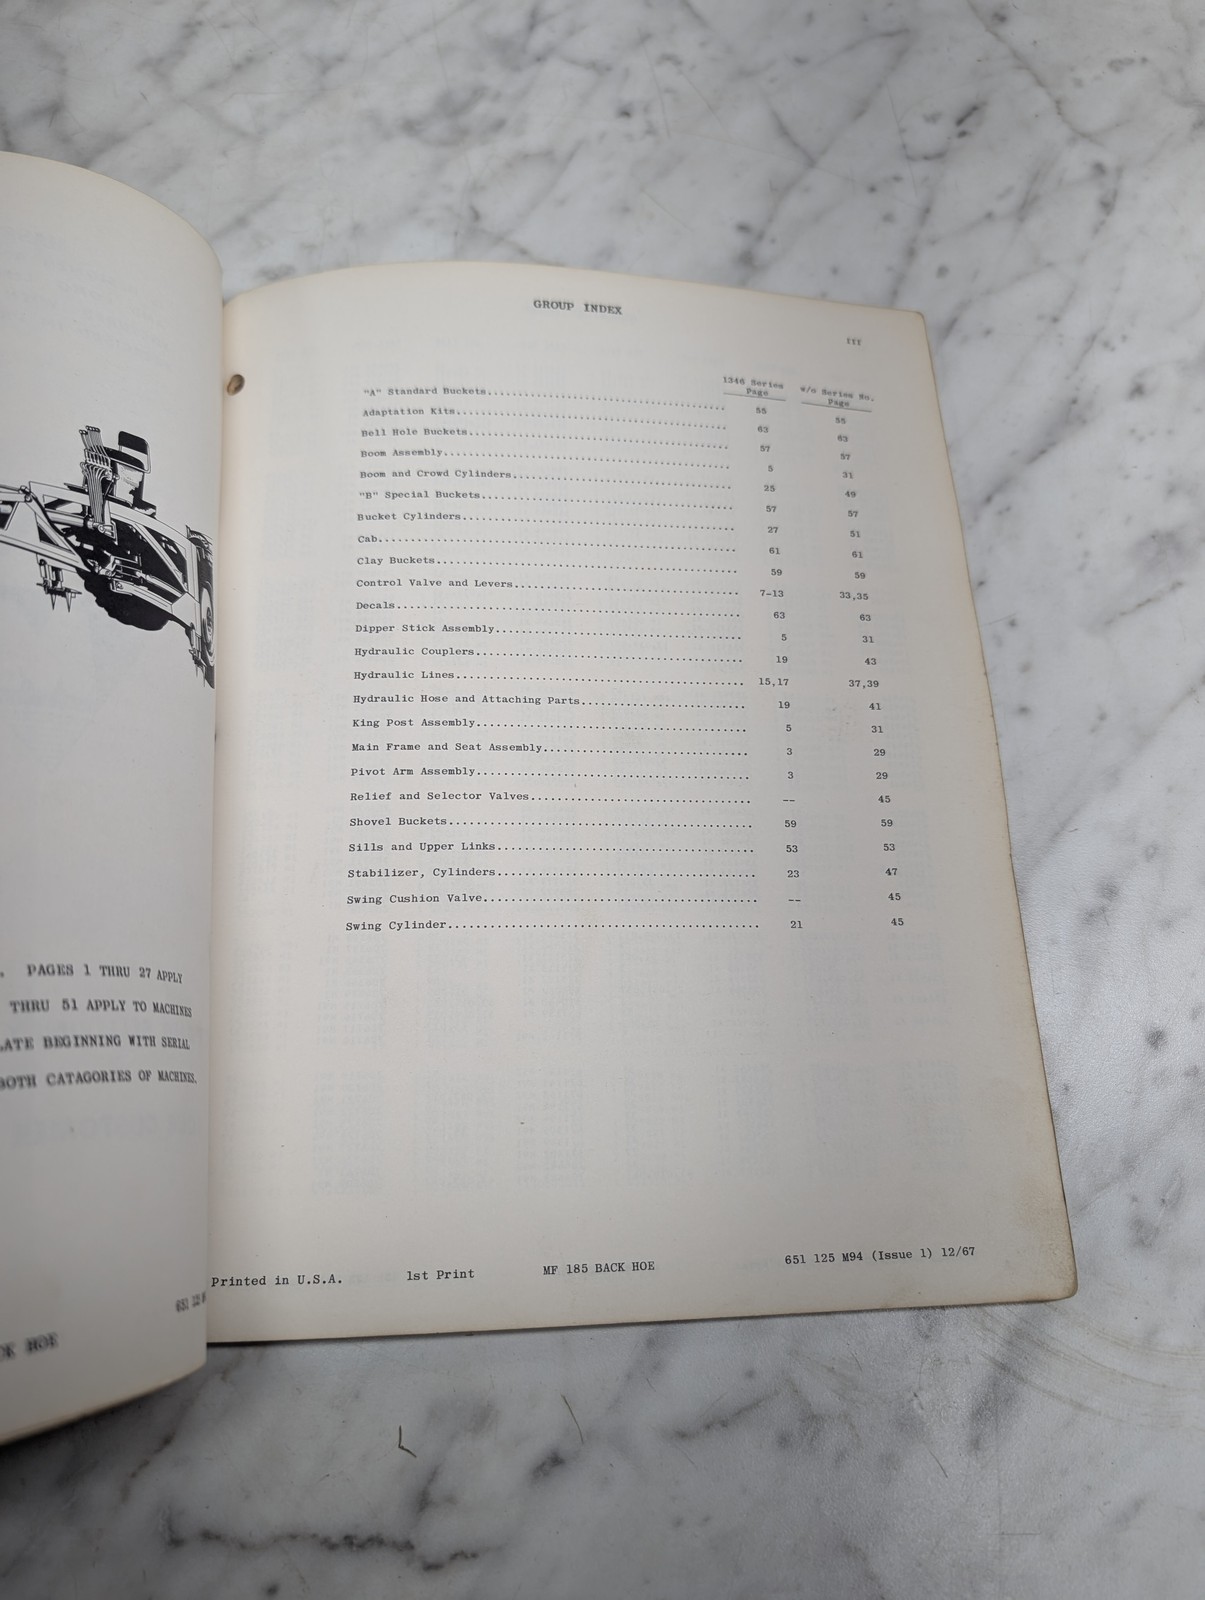 PAGES 1 THRU 27 APPLY
THRU 51 APPLY TO MACHINES
BEGINNING WITH SERIAL
BOTH CATAGORIES OF MACHINES.
HOE
GROUP INDEX
III
1346 Series Page w/o Series No. Page
"A" Standard Buckets 55 55
Adaptation Kits 63 63
Bell Hole Buckets 57 57
Boom Assembly 5 31
Boom and Crowd Cylinders 25 49
"B" Special Buckets 57 57
Bucket Cylinders 27 51
Cab 61 61
Clay Buckets 59 59
Control Valve and Levers 7-13 33,35
Decals 63 63
Dipper Stick Assembly 5 31
Hydraulic Couplers 19 43
Hydraulic Lines 15,17 37,39
Hydraulic Hose and Attaching Parts 19 41
King Post Assembly 5 31
Main Frame and Seat Assembly 3 29
Pivot Arm Assembly 3 29
Relief and Selector Valves -- 45
Shovel Buckets 59 59
Sills and Upper Links 53 53
Stabilizer, Cylinders 23 47
Swing Cushion Valve -- 45
Swing Cylinder 21 45
Printed in U.S.A. 1st Print MF 185 BACK HOE 651 125 M94 (Issue 1) 12/67